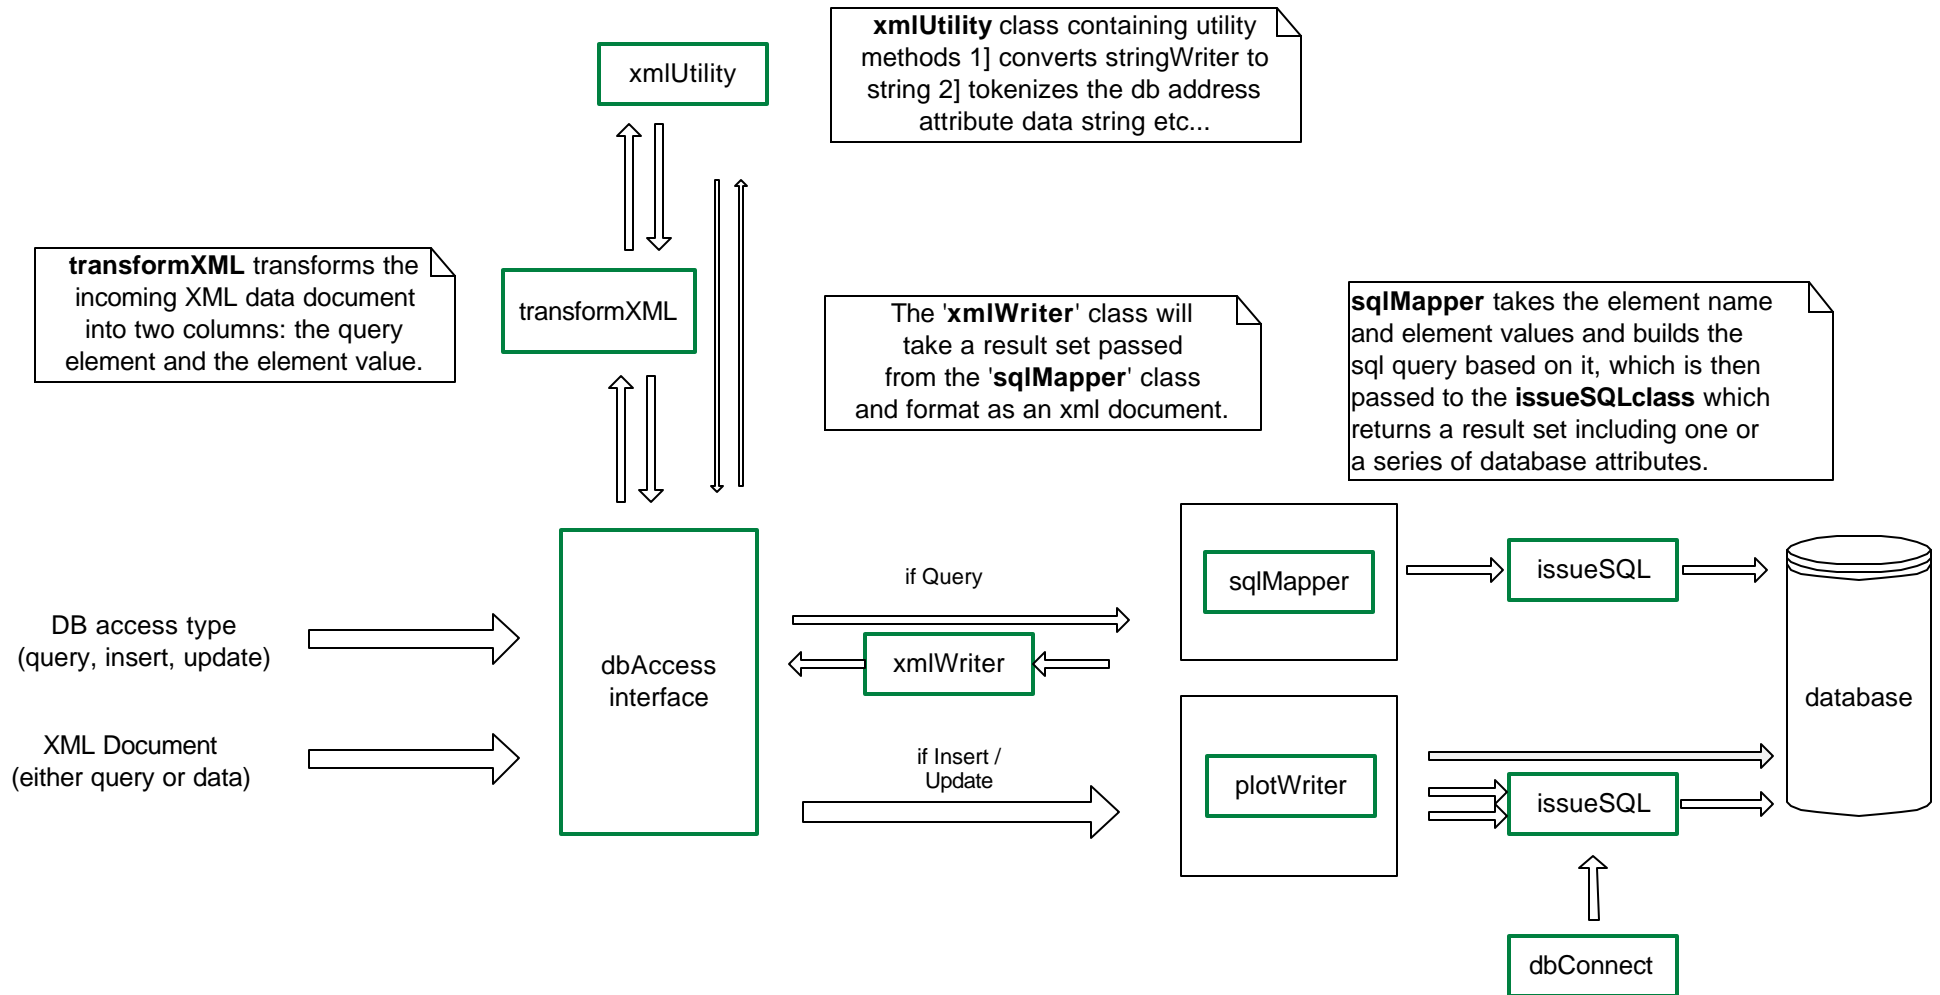 xmlUtility
xmlUtility class containing utility
methods 1] converts stringWriter to
string 2] tokenizes the db address
attribute data string etc...
transformXML transforms the
incoming XML data document
into two columns: the query
element and the element value.
transformXML
The 'xmlWriter' class will
take a result set passed
from the 'sqlMapper' class
and format as an xml document.
sqlMapper takes the element name
and element values and builds the
sql query based on it, which is then
passed to the issueSQLclass which
returns a result set including one or
a series of database attributes.
DB access type
(query, insert, update)
XML Document
(either query or data)
dbAccess
interface
if Query
xmlWriter
if Insert /
Update
sqlMapper
issueSQL
plotWriter
issueSQL
database
dbConnect